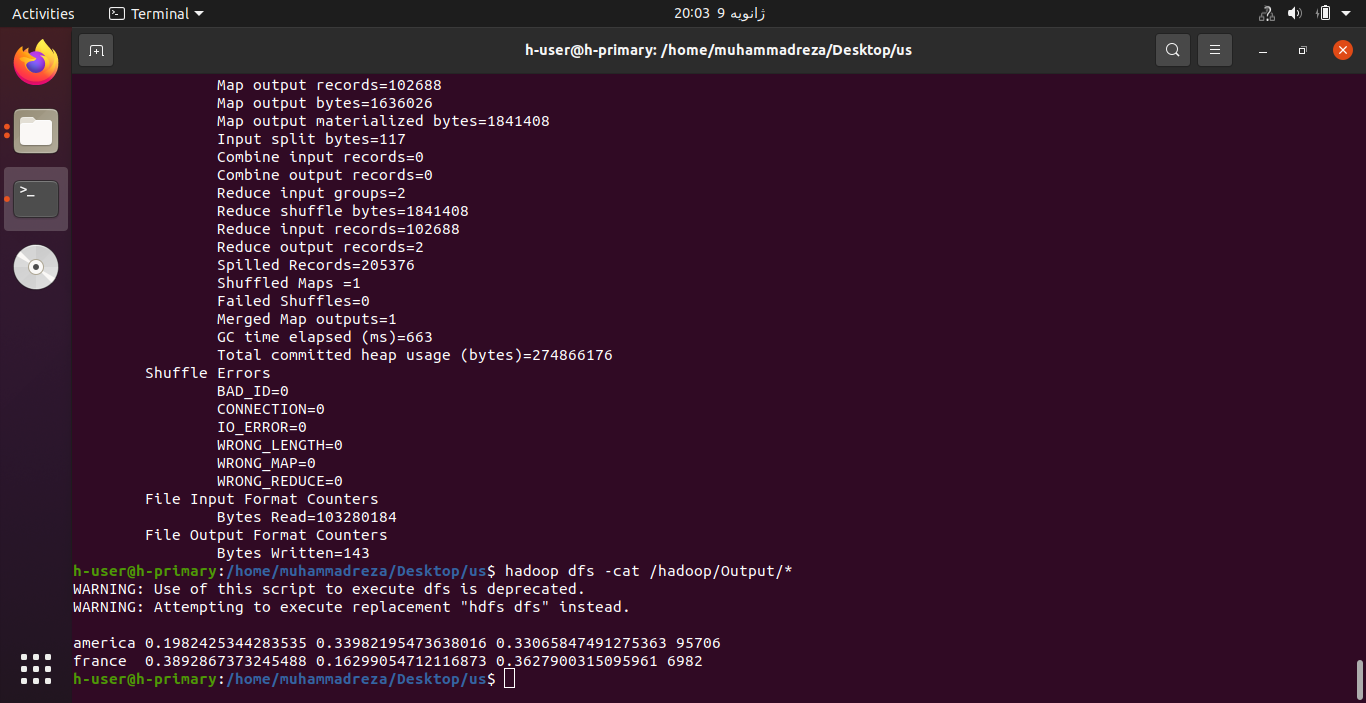 Activities Terminal 20:03 9 ژانویه
h-user@h-primary: /home/muhammadreza/Desktop/us
Map output records=102688
Map output bytes=1636026
Map output materialized bytes=1841408
Input split bytes=117
Combine input records=0
Combine output records=0
Reduce input groups=2
Reduce shuffle bytes=1841408
Reduce input records=102688
Reduce output records=2
Spilled Records=205376
Shuffled Maps =1
Failed Shuffles=0
Merged Map outputs=1
GC time elapsed (ms)=663
Total committed heap usage (bytes)=274866176
Shuffle Errors
BAD_ID=0
CONNECTION=0
IO_ERROR=0
WRONG_LENGTH=0
WRONG_MAP=0
WRONG_REDUCE=0
File Input Format Counters
Bytes Read=103280184
File Output Format Counters
Bytes Written=143
h-user@h-primary:/home/muhammadreza/Desktop/us$ hadoop dfs -cat /hadoop/Output/*
WARNING: Use of this script to execute dfs is deprecated.
WARNING: Attempting to execute replacement "hdfs dfs" instead.
america 0.1982425344283535 0.33982195473638016 0.33065847491275363 95706
france 0.3892867373245488 0.16299054712116873 0.3627900315095961 6982
h-user@h-primary:/home/muhammadreza/Desktop/us$